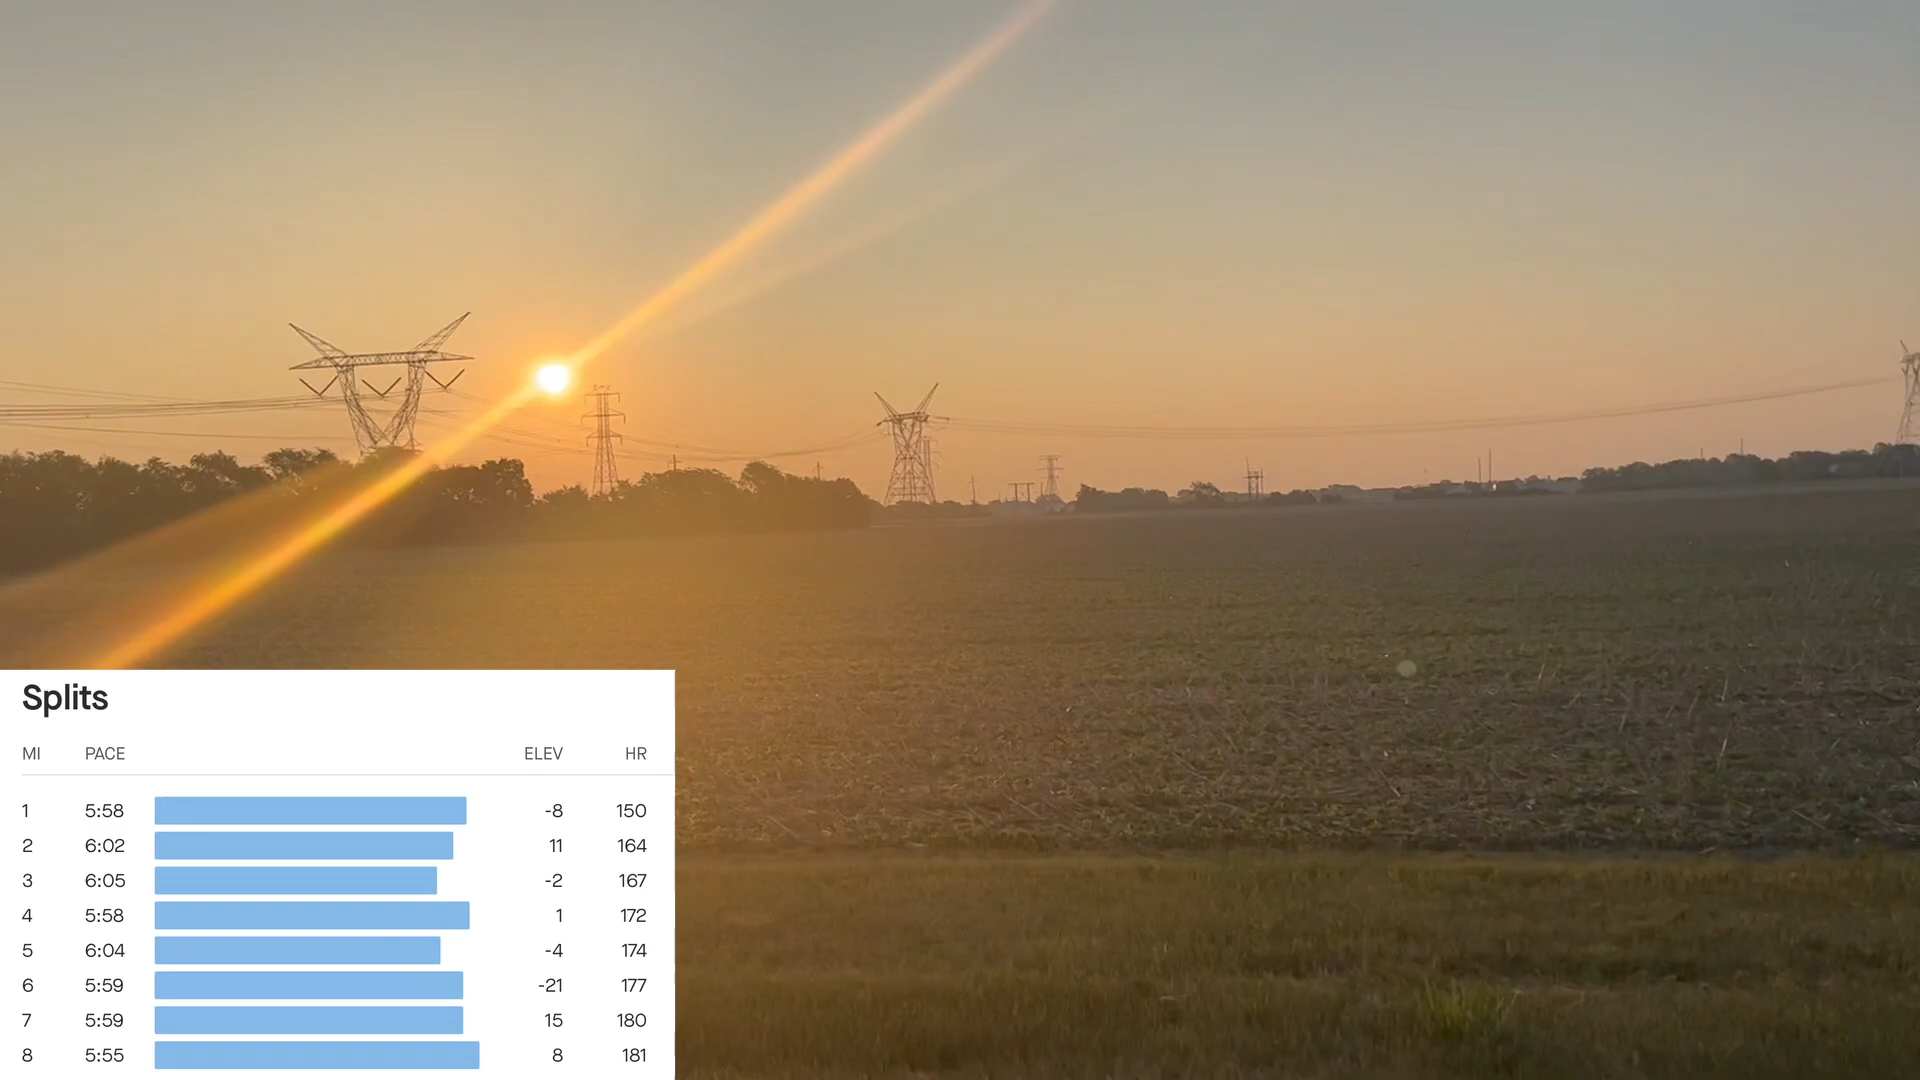 Splits
MI PACE ELEV HR
1 5:58 -8 150
2 6:02 11 164
3 6:05 -2 167
4 5:58 1 172
5 6:04 -4 174
6 5:59 -21 177
7 5:59 15 180
8 5:55 8 181